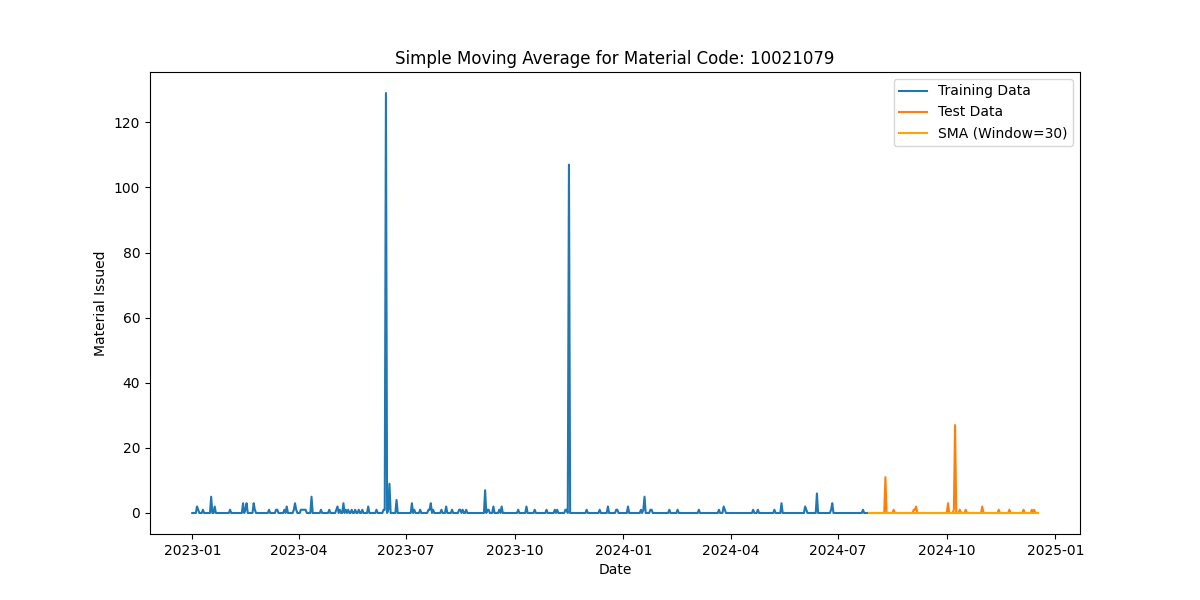 Simple Moving Average for Material Code: 10021079
Training Data
Test Data
SMA (Window=30)
Material Issued
120
100
80
60
40
20
0
2023-01 2023-04 2023-07 2023-10 2024-01 2024-04 2024-07 2024-10 2025-01
Date